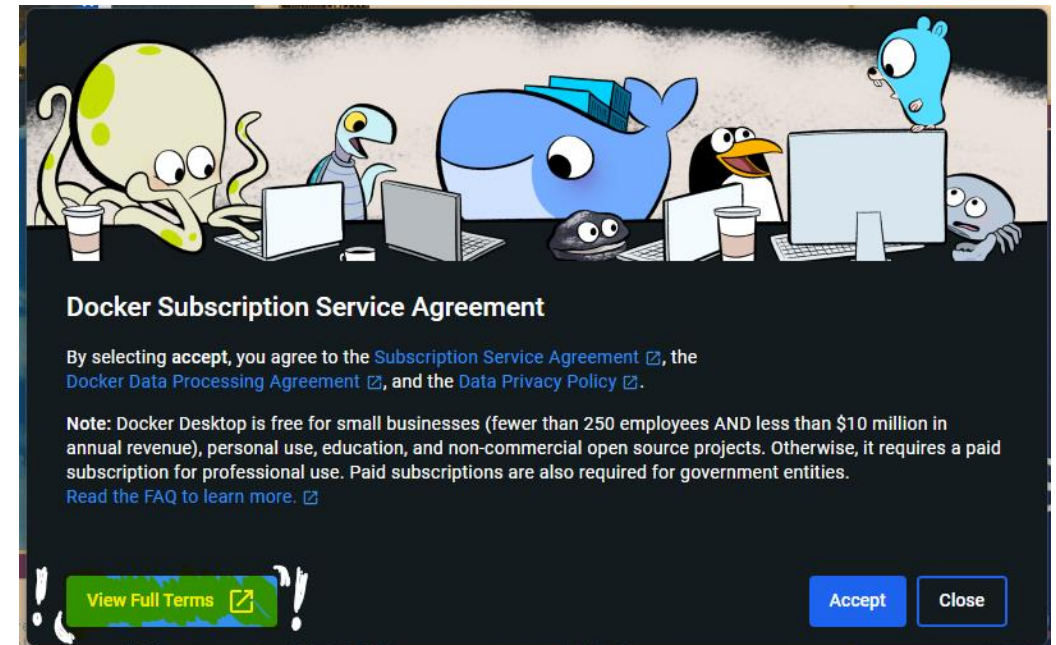 Docker Subscription Service Agreement
By selecting accept, you agree to the Subscription Service Agreement, the
Docker Data Processing Agreement, and the Data Privacy Policy.
Note: Docker Desktop is free for small businesses (fewer than 250 employees AND less than $10 million in
annual revenue), personal use, education, and non-commercial open source projects. Otherwise, it requires a paid
subscription for professional use. Paid subscriptions are also required for government entities.
Read the FAQ to learn more.
! View Full Terms !
Accept
Close